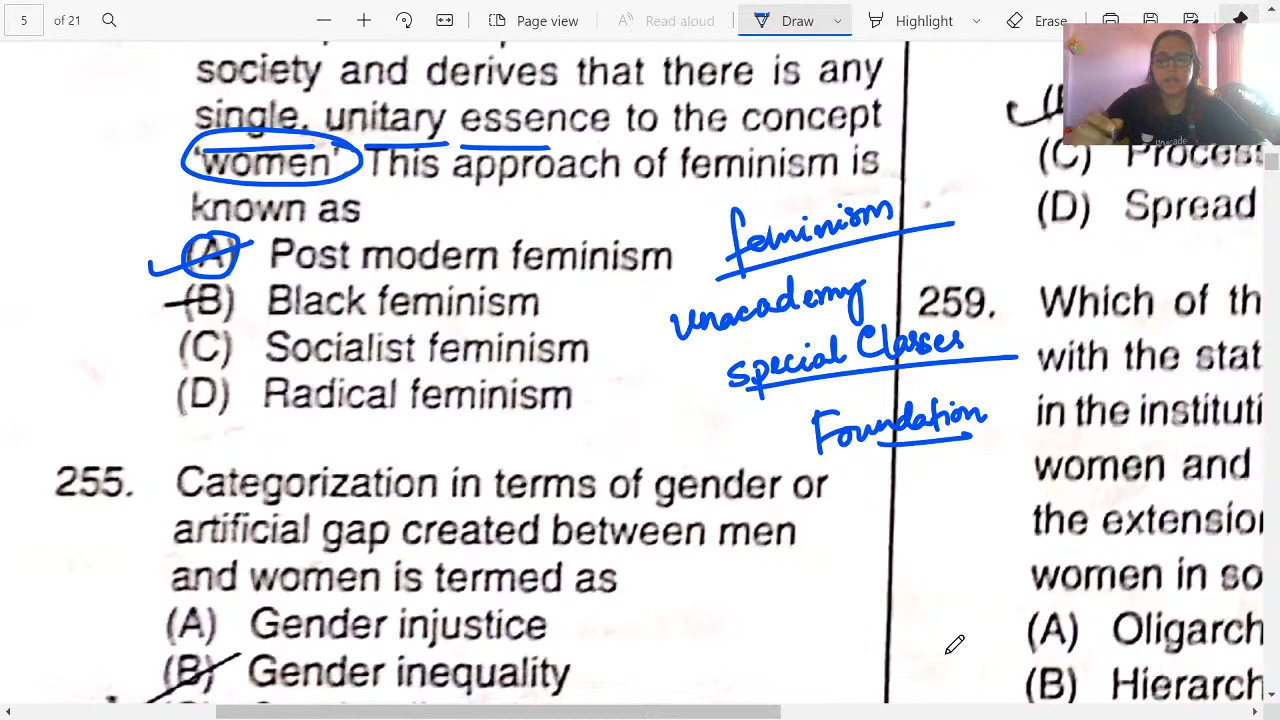 5 of 21
Page view
Read aloud
Draw
Highlight
Erase
society and derives that there is any
single, unitary essence to the concept
'women'. This approach of feminism is
known as
(A) Post modern feminism
(B) Black feminism
(C) Socialist feminism
(D) Radical feminism
feminism
unacademy
special Classes
Foundation
255. Categorization in terms of gender or
artificial gap created between men
and women is termed as
(A) Gender injustice
(B) Gender inequality
(C) Process
(D) Spread
259. Which of th
with the stat
in the instituti
women and
the extensio
women in so
(A) Oligarch
(B) Hierarch